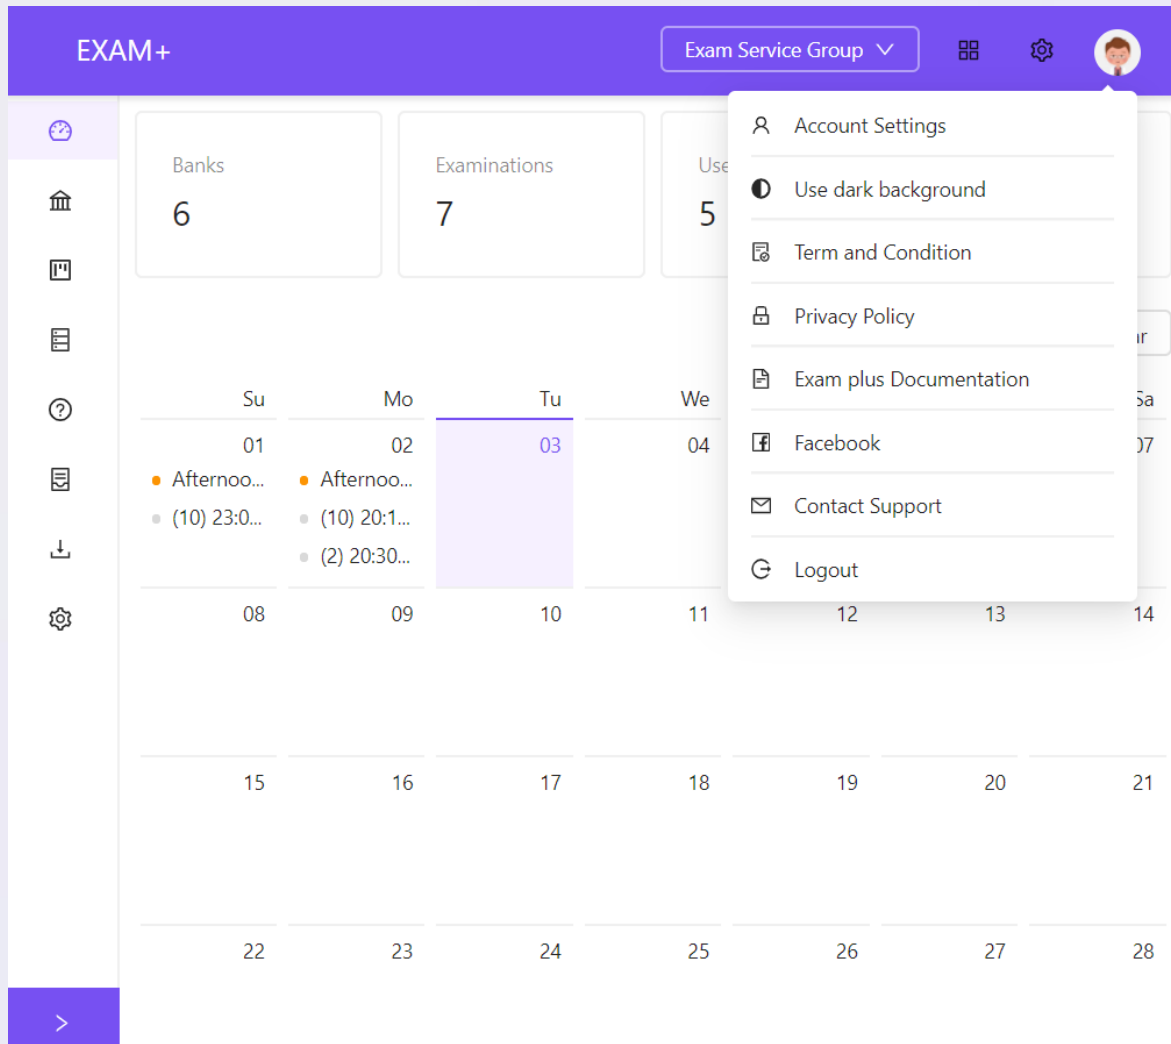 EXAM+
Exam Service Group
Account Settings
Use dark background
Term and Condition
Privacy Policy
Exam plus Documentation
Facebook
Contact Support
Logout
Banks
6
Examinations
7
Use
5
Su Mo Tu We Sa
01 02 03 04 07
Afternoo... Afternoo...
(10) 23:0... (10) 20:1...
(2) 20:30...
08 09 10 11 12 13 14
15 16 17 18 19 20 21
22 23 24 25 26 27 28